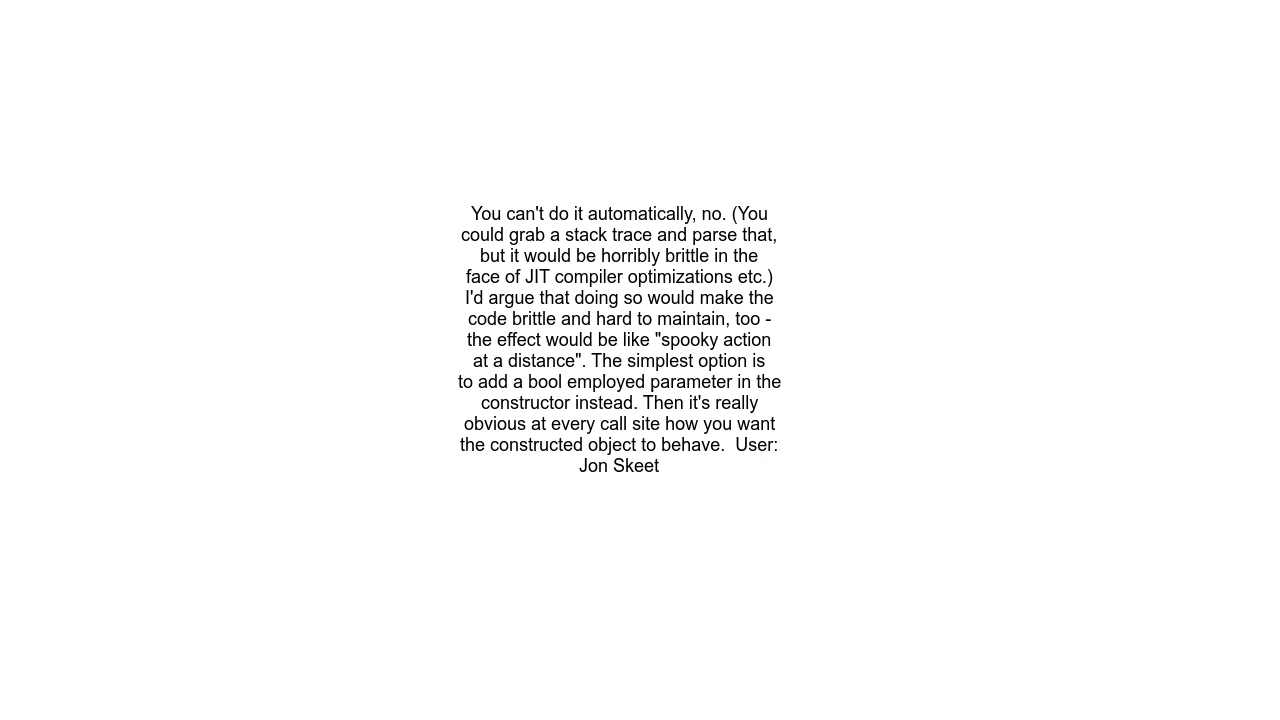 You can't do it automatically, no. (You
could grab a stack trace and parse that,
but it would be horribly brittle in the
face of JIT compiler optimizations etc.)
I'd argue that doing so would make the
code brittle and hard to maintain, too -
the effect would be like "spooky action
at a distance". The simplest option is
to add a bool employed parameter in the
constructor instead. Then it's really
obvious at every call site how you want
the constructed object to behave.  User:
Jon Skeet